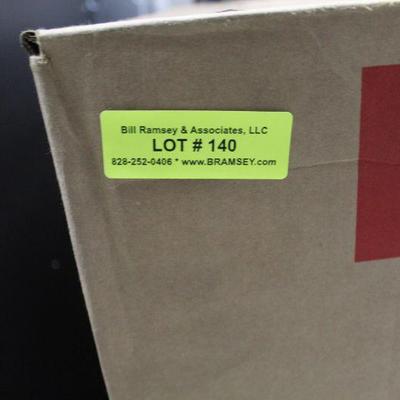 Bill Ramsey & Associates, LLC
LOT # 140
828-252-0406 * www.BRAMSEY.com